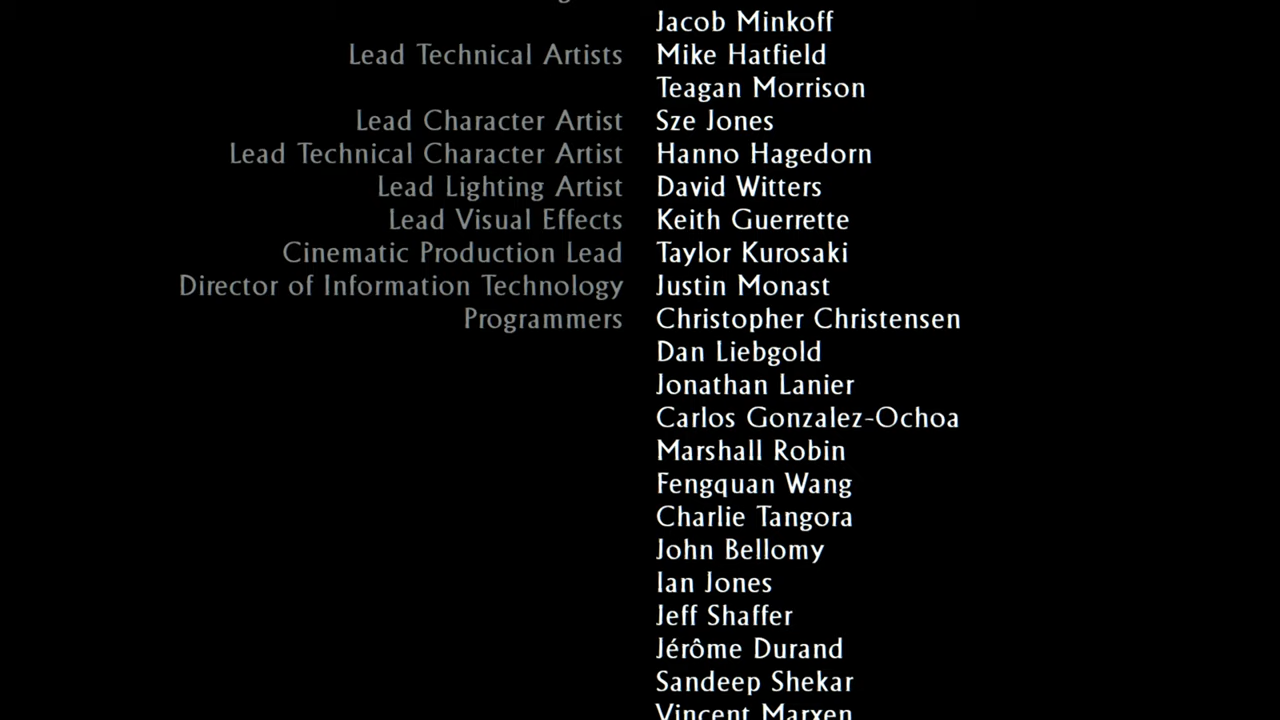 Jacob Minkoff
Lead Technical Artists Mike Hatfield
Teagan Morrison
Lead Character Artist Sze Jones
Lead Technical Character Artist Hanno Hagedorn
Lead Lighting Artist David Witters
Lead Visual Effects Keith Guerrette
Cinematic Production Lead Taylor Kurosaki
Director of Information Technology Justin Monast
Programmers Christopher Christensen
Dan Liebgold
Jonathan Lanier
Carlos Gonzalez-Ochoa
Marshall Robin
Fengquan Wang
Charlie Tangora
John Bellomy
Ian Jones
Jeff Shaffer
Jérôme Durand
Sandeep Shekar
Vincent Marxen